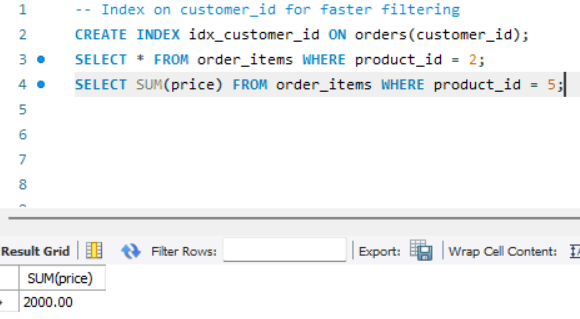 1 -- Index on customer_id for faster filtering
2 CREATE INDEX idx_customer_id ON orders(customer_id);
3 SELECT * FROM order_items WHERE product_id = 2;
4 SELECT SUM(price) FROM order_items WHERE product_id = 5;
5
6
7
8
Result Grid Filter Rows: Export: Wrap Cell Content:
SUM(price)
2000.00